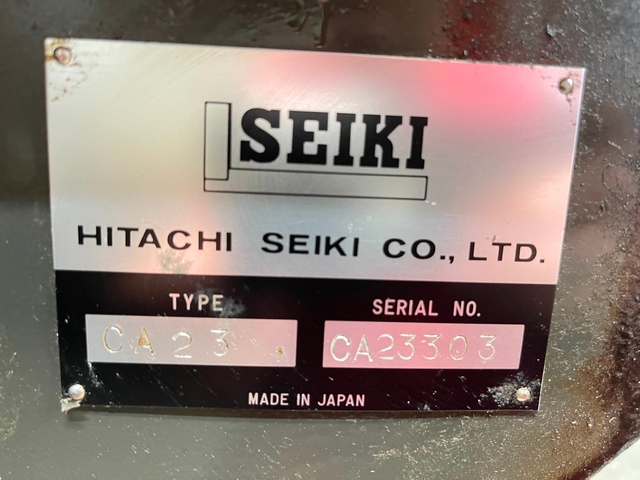 SEIKI
HITACHI SEIKI CO., LTD.
TYPE SERIAL NO.
CA23 CA23303
MADE IN JAPAN